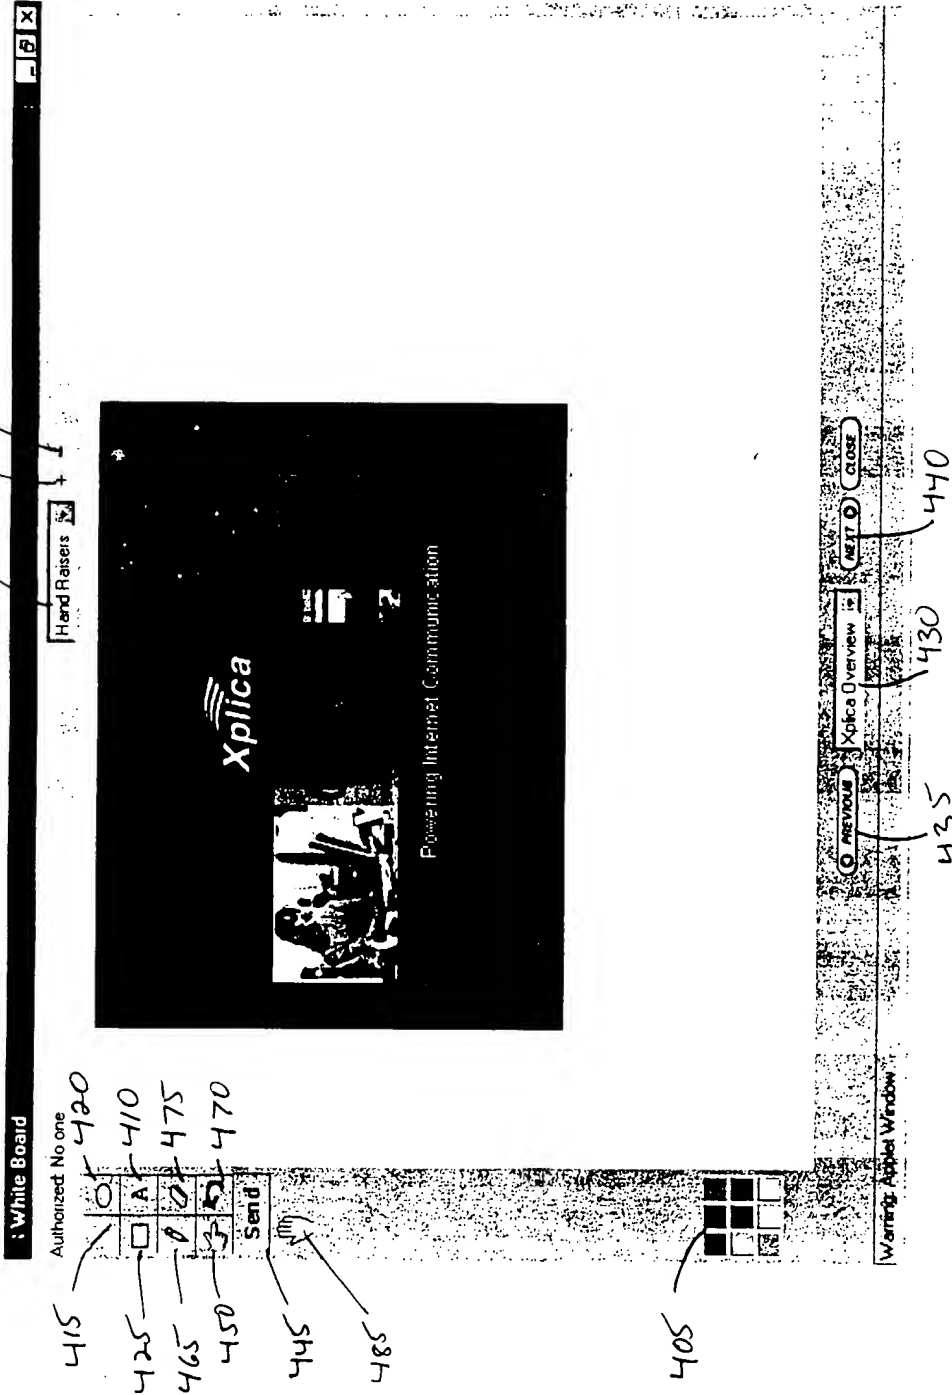 : White Board
Authorized: No one
Hand Raisers
+ -
415
420
425
A
410
465
475
450
470
Send
445
485
405
Xplica
Powering Internet Communication
PREVIOUS
Xplica Overview
NEXT
CLOSE
435
430
440
Warning: Applet Window